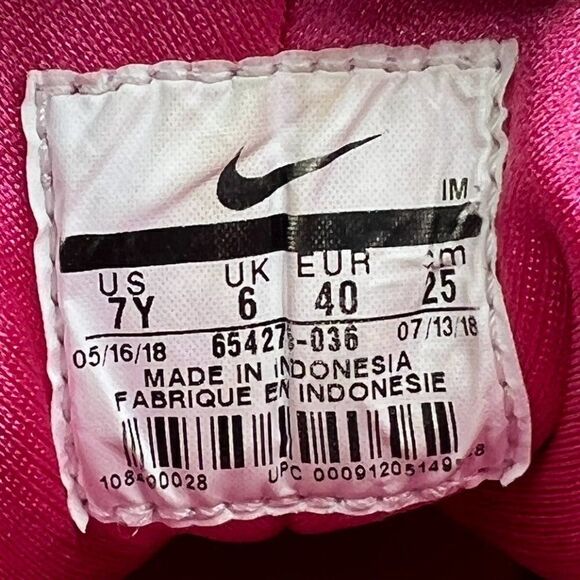 IM
US UK EUR cm
7Y 6 40 25
05/16/18 07/13/18
MADE IN INDONESIA
FABRIQUE EN INDONESIE
UPC